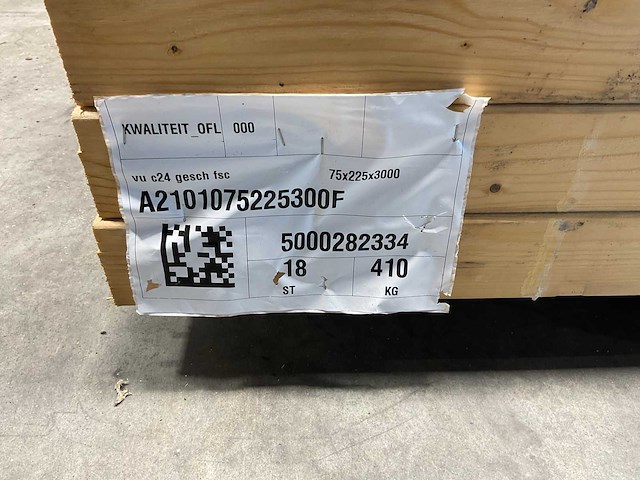 KWALITEIT_OFL 000
vu c24 gesch fsc 75x225x3000
A2101075225300F
5000282334
18 410
ST KG